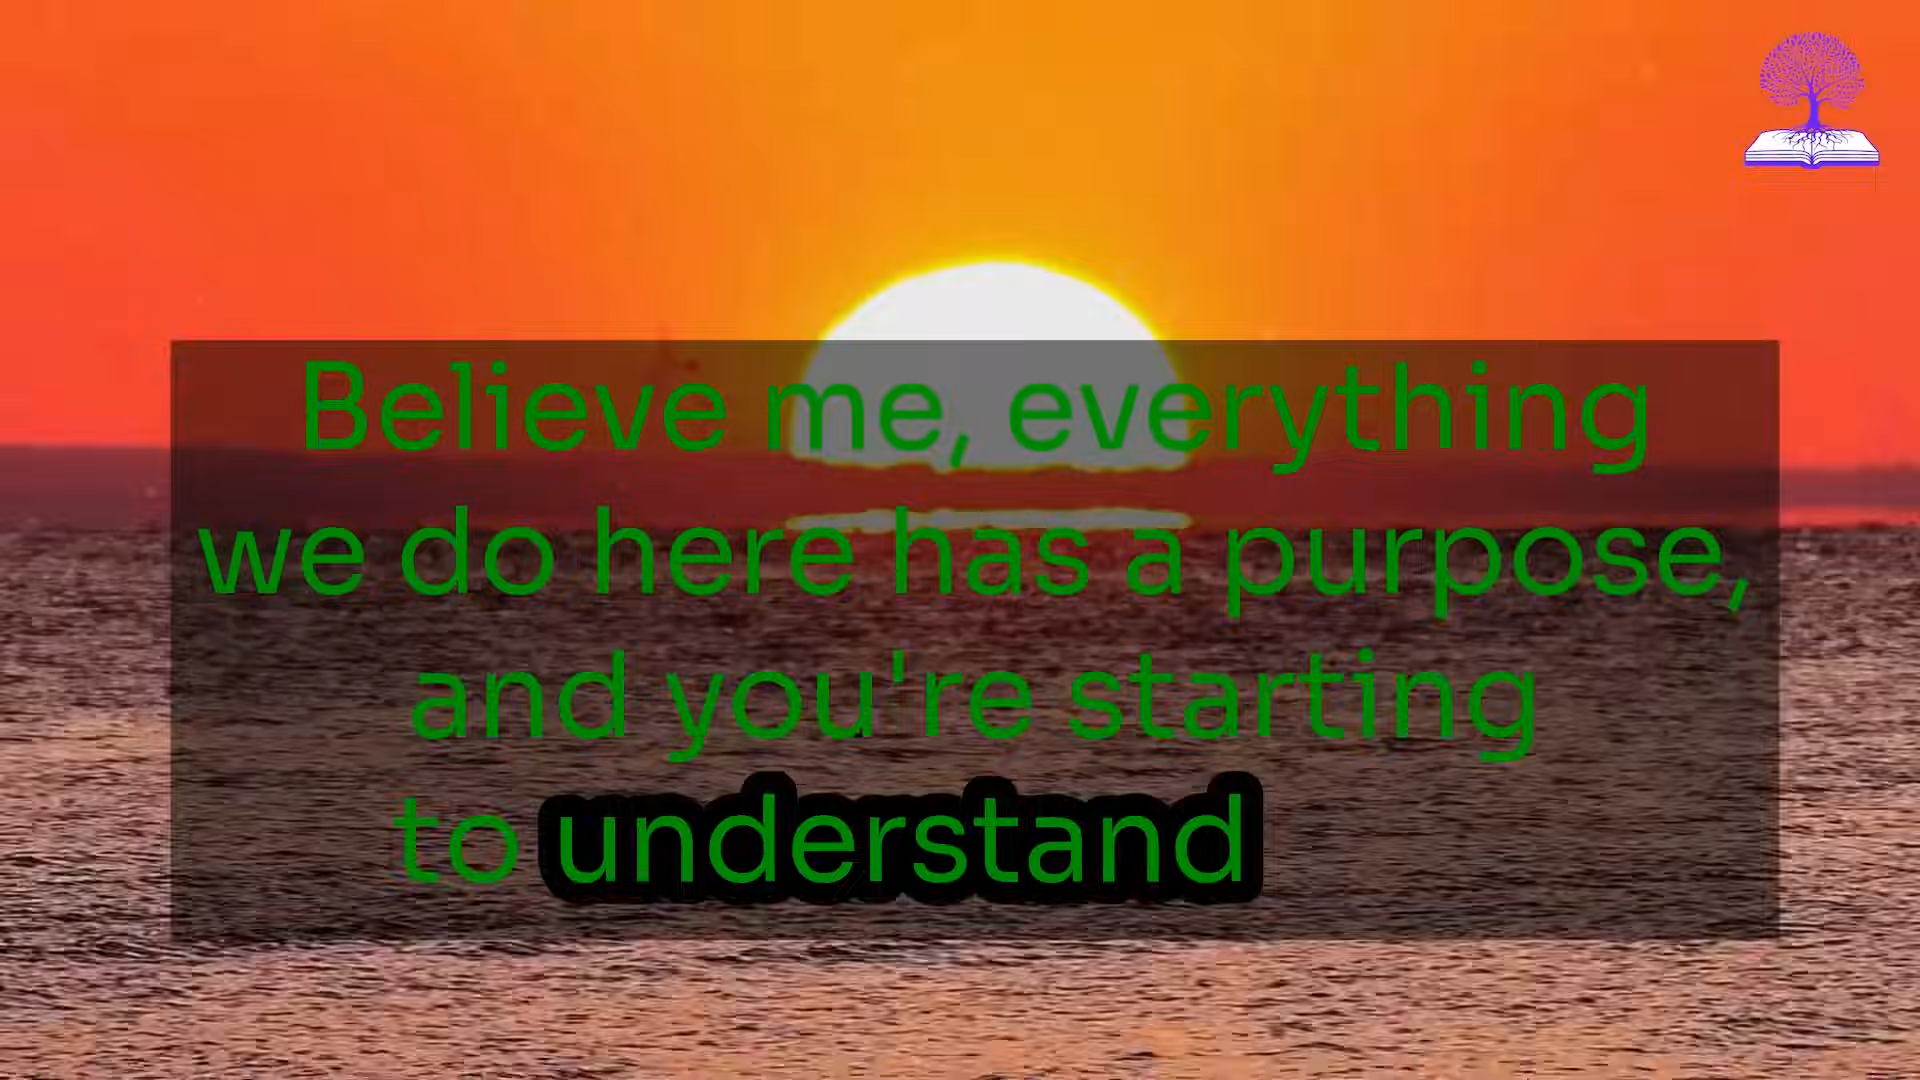 Believe me, everything
we do here has a purpose,
and you're starting
to understand